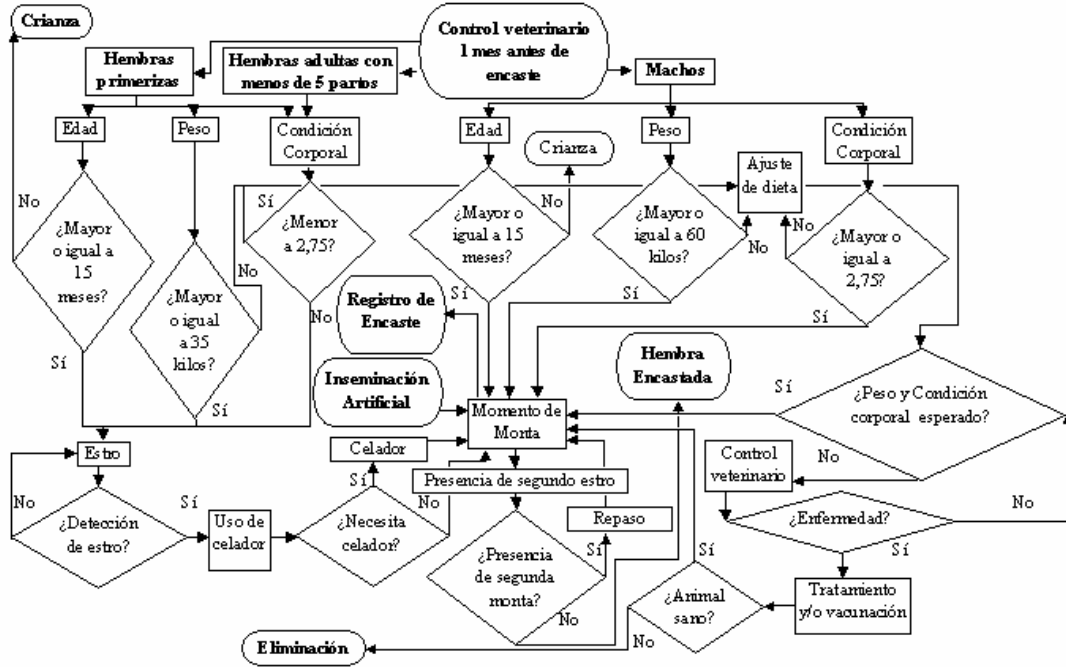 Crianza
Control veterinario
1 mes antes de
encaste
Hembras
primerizas
Hembras adultas con
menos de 5 partos
Machos
Edad
Peso
Condición
Corporal
Edad
Crianza
Peso
Ajuste
de dieta
Condición
Corporal
No
¿Mayor
o igual a
15
meses?
Sí
¿Mayor
o igual
a 35
kilos?
No
Sí
Sí
¿Menor
a 2,75?
No
¿Mayor o
igual a 15
meses?
No
Sí
¿Mayor o
igual a 60
kilos?
No
Sí
No
¿Mayor o
igual a
2,75?
Sí
Registro de
Encaste
Inseminación
Artificial
Hembra
Encastada
Momento de
Monta
Sí
¿Peso y Condición
corporal esperado?
No
Estro
No
¿Detección
de estro?
Sí
Uso de
celador
Celador
Sí
¿Necesita
celador?
No
Presencia de segundo estro
Repaso
Sí
¿Presencia
de segunda
monta?
No
Control
veterinario
¿Enfermedad?
No
Sí
Tratamiento
y/o vacunación
Sí
¿Animal
sano?
No
Eliminación